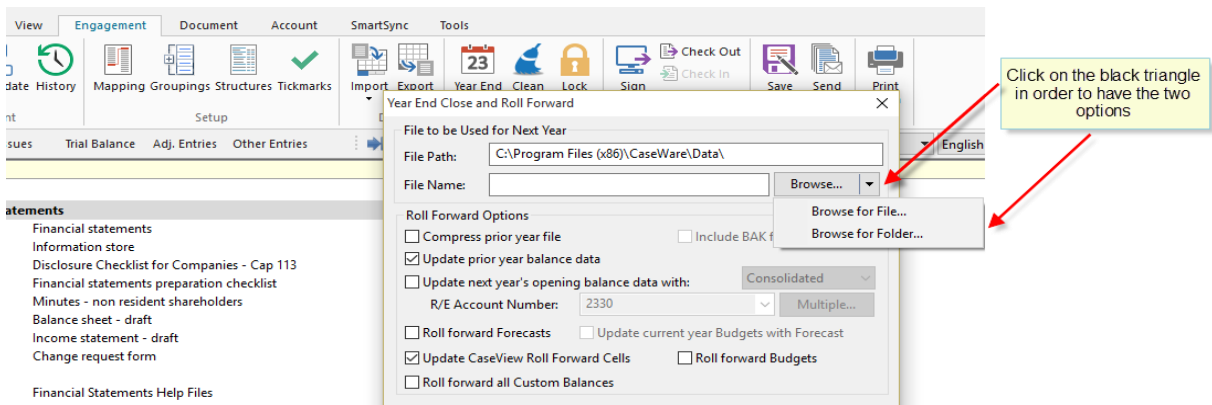 View Engagement Document Account SmartSync Tools
Check Out
Check In
date History Mapping Groupings Structures Tickmarks Import Export Year End Clean Lock Sign Save Send Print
Setup
Click on the black triangle
in order to have the two
options
Year End Close and Roll Forward
ssues Trial Balance Adj. Entries Other Entries English
File to be Used for Next Year
File Path: C:\Program Files (x86)\CaseWare\Data\
File Name: Browse...
Browse for File...
Browse for Folder...
atements
Financial statements
Information store
Disclosure Checklist for Companies - Cap 113
Financial statements preparation checklist
Minutes - non resident shareholders
Balance sheet - draft
Income statement - draft
Change request form
Financial Statements Help Files
Roll Forward Options
Compress prior year file Include BAK f
Update prior year balance data
Update next year's opening balance data with: Consolidated
R/E Account Number: 2330 Multiple...
Roll forward Forecasts Update current year Budgets with Forecast
Update CaseView Roll Forward Cells Roll forward Budgets
Roll forward all Custom Balances